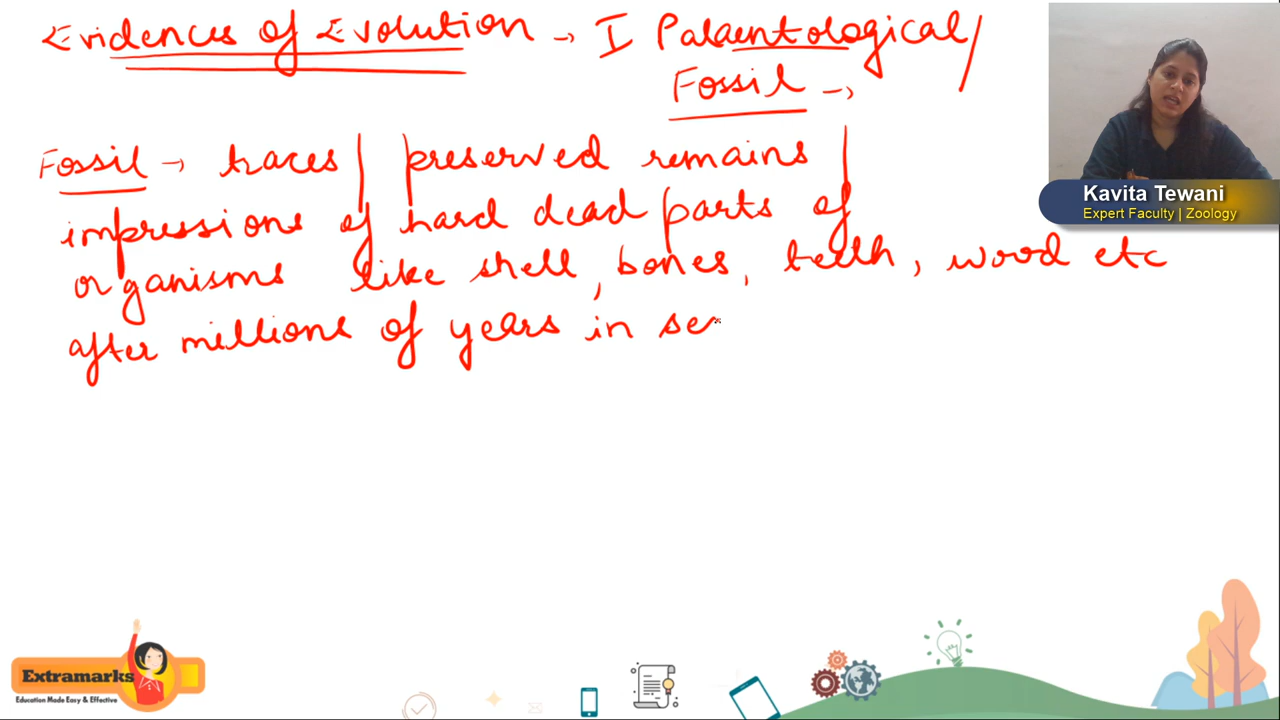 Evidences of Evolution → I Palaentological/
Fossil →
Fossil → traces / preserved remains /
impressions of hard dead parts of
organisms like shell, bones, teeth, wood etc
after millions of years in se
Kavita Tewani
Expert Faculty | Zoology
Extramarks
Education Made Easy & Effective